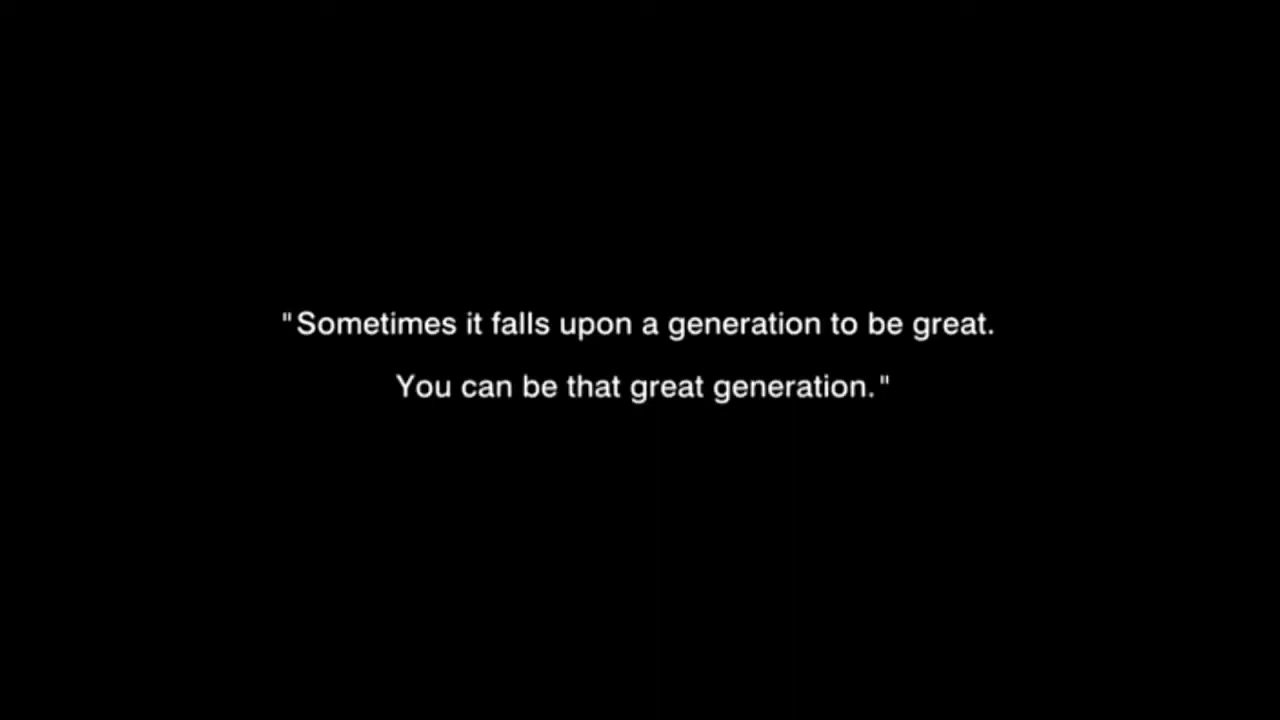 "Sometimes it falls upon a generation to be great.
You can be that great generation."